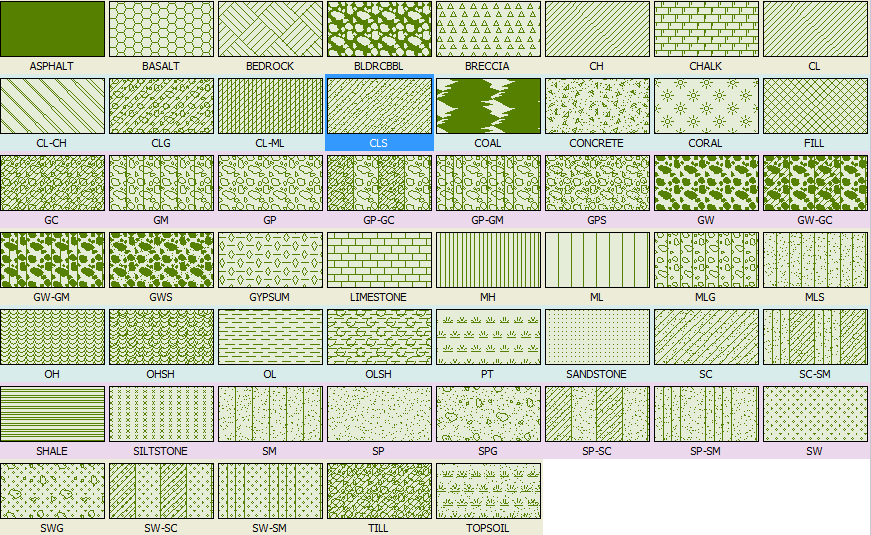 ASPHALT BASALT BEDROCK BLDRCBBL BRECCIA CH CHALK CL
CL-CH CLG CL-ML CLS COAL CONCRETE CORAL FILL
GC GM GP GP-GC GP-GM GPS GW GW-GC
GW-GM GWS GYPSUM LIMESTONE MH ML MLG MLS
OH OHSH OL OLSH PT SANDSTONE SC SC-SM
SHALE SILTSTONE SM SP SPG SP-SC SP-SM SW
SWG SW-SC SW-SM TILL TOPSOIL